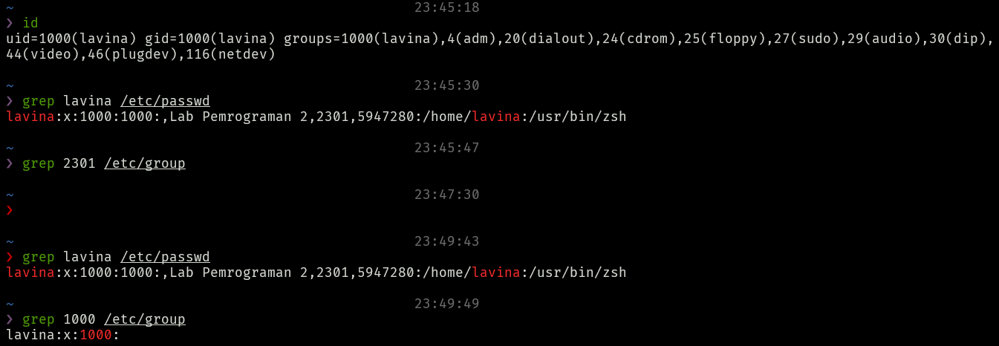 ~ 23:45:18
❯ id
uid=1000(lavina) gid=1000(lavina) groups=1000(lavina),4(adm),20(dialout),24(cdrom),25(floppy),27(sudo),29(audio),30(dip),
44(video),46(plugdev),116(netdev)
~ 23:45:30
❯ grep lavina /etc/passwd
lavina:x:1000:1000:,Lab Pemrograman 2,2301,5947280:/home/lavina:/usr/bin/zsh
~ 23:45:47
❯ grep 2301 /etc/group
~ 23:47:30
❯
~ 23:49:43
❯ grep lavina /etc/passwd
lavina:x:1000:1000:,Lab Pemrograman 2,2301,5947280:/home/lavina:/usr/bin/zsh
~ 23:49:49
❯ grep 1000 /etc/group
lavina:x:1000: